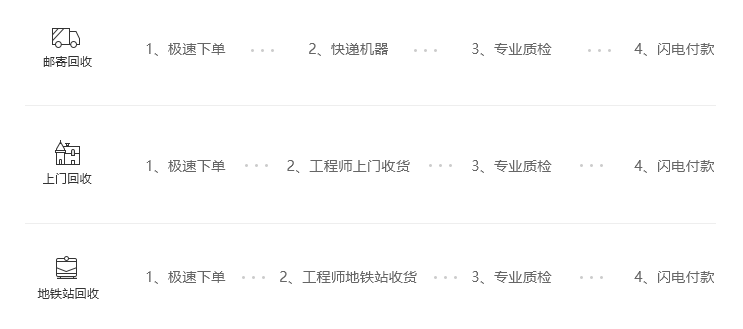 1、极速下单 2、快递机器 3、专业质检 4、闪电付款
邮寄回收
1、极速下单 2、工程师上门收货 3、专业质检 4、闪电付款
上门回收
1、极速下单 2、工程师地铁站收货 3、专业质检 4、闪电付款
地铁站回收